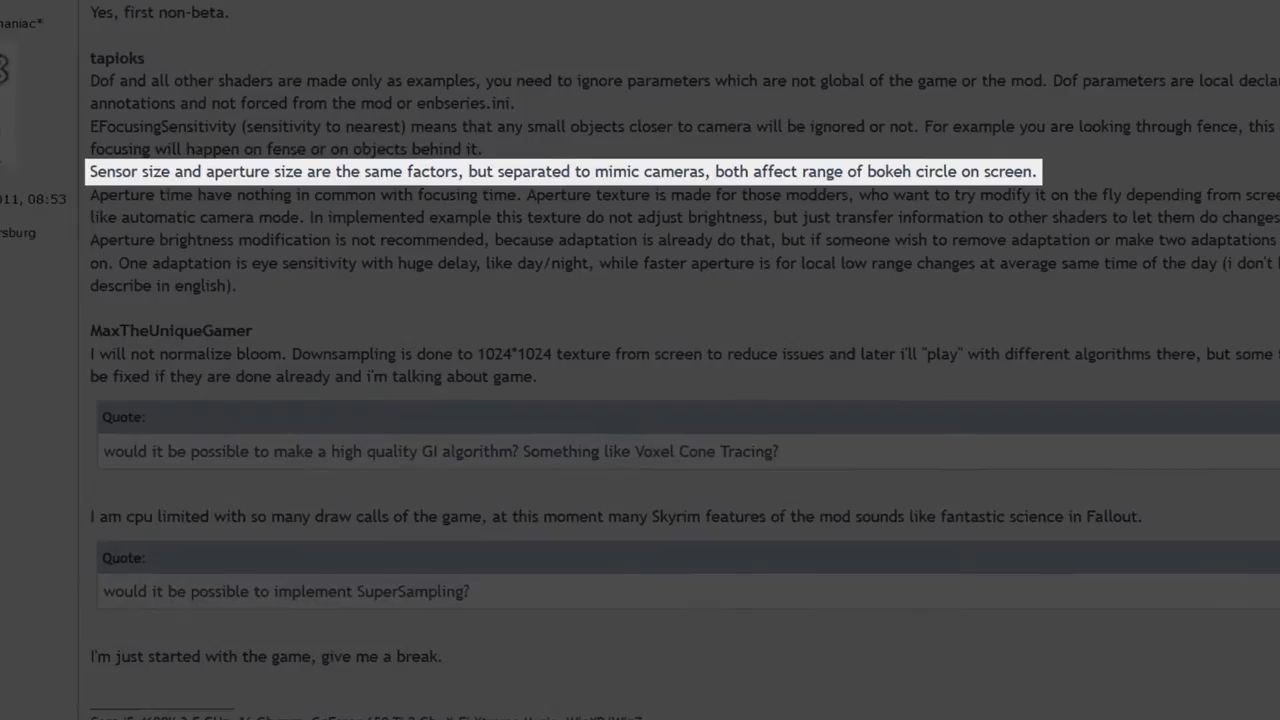 naniac*
Yes, first non-beta.
tapioks
Dof and all other shaders are made only as examples, you need to ignore parameters which are not global of the game or the mod. Dof parameters are local decla
annotations and not forced from the mod or enbseries.ini.
EFocusingSensitivity (sensitivity to nearest) means that any small objects closer to camera will be ignored or not. For example you are looking through fence, this
focusing will happen on fense or on objects behind it.
Sensor size and aperture size are the same factors, but separated to mimic cameras, both affect range of bokeh circle on screen.
011, 08:53
Aperture time have nothing in common with focusing time. Aperture texture is made for those modders, who want to try modify it on the fly depending from scree
like automatic camera mode. In implemented example this texture do not adjust brightness, but just transfer information to other shaders to let them do changes
rsburg
Aperture brightness modification is not recommended, because adaptation is already do that, but if someone wish to remove adaptation or make two adaptations
on. One adaptation is eye sensitivity with huge delay, like day/night, while faster aperture is for local low range changes at average same time of the day (i don't
describe in english).
MaxTheUniqueGamer
I will not normalize bloom. Downsampling is done to 1024*1024 texture from screen to reduce issues and later i'll "play" with different algorithms there, but some
be fixed if they are done already and i'm talking about game.
Quote:
would it be possible to make a high quality GI algorithm? Something like Voxel Cone Tracing?
I am cpu limited with so many draw calls of the game, at this moment many Skyrim features of the mod sounds like fantastic science in Fallout.
Quote:
would it be possible to implement SuperSampling?
I'm just started with the game, give me a break.